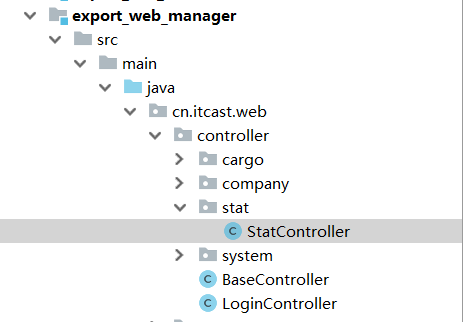 export_web_manager
src
main
java
cn.itcast.web
controller
cargo
company
stat
StatController
system
BaseController
LoginController